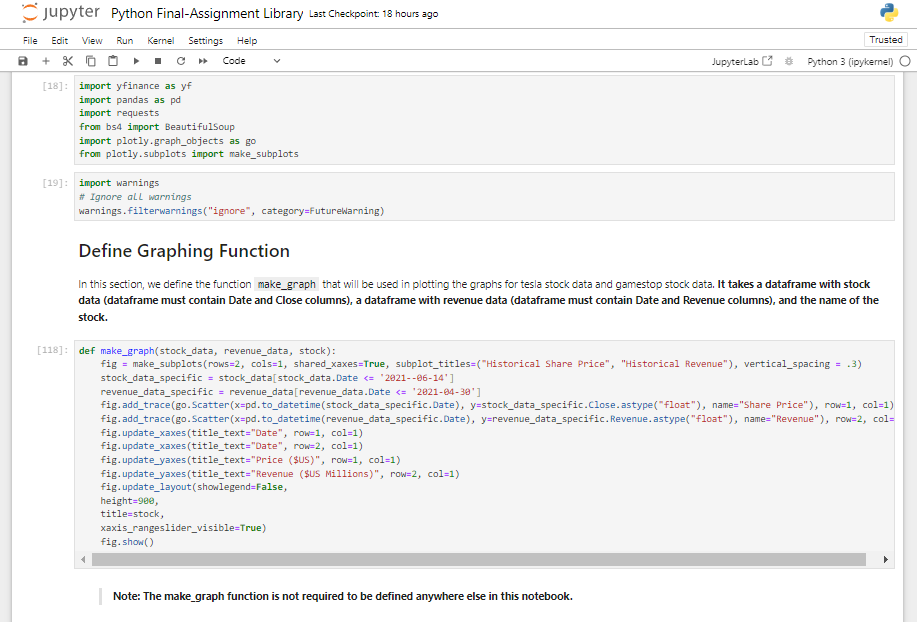 jupyter Python Final-Assignment Library Last Checkpoint: 18 hours ago
File Edit View Run Kernel Settings Help
Trusted
Code
JupyterLab
Python 3 (ipykernel)
[18]:
import yfinance as yf
import pandas as pd
import requests
from bs4 import BeautifulSoup
import plotly.graph_objects as go
from plotly.subplots import make_subplots
[19]:
import warnings
# Ignore all warnings
warnings.filterwarnings("ignore", category=FutureWarning)
Define Graphing Function
In this section, we define the function make_graph that will be used in plotting the graphs for tesla stock data and gamestop stock data. It takes a dataframe with stock
data (dataframe must contain Date and Close columns), a dataframe with revenue data (dataframe must contain Date and Revenue columns), and the name of the
stock.
[118]:
def make_graph(stock_data, revenue_data, stock):
    fig = make_subplots(rows=2, cols=1, shared_xaxes=True, subplot_titles=("Historical Share Price", "Historical Revenue"), vertical_spacing = .3)
    stock_data_specific = stock_data[stock_data.Date <= '2021--06-14']
    revenue_data_specific = revenue_data[revenue_data.Date <= '2021-04-30']
    fig.add_trace(go.Scatter(x=pd.to_datetime(stock_data_specific.Date), y=stock_data_specific.Close.astype("float"), name="Share Price"), row=1, col=1)
    fig.add_trace(go.Scatter(x=pd.to_datetime(revenue_data_specific.Date), y=revenue_data_specific.Revenue.astype("float"), name="Revenue"), row=2, col=
    fig.update_xaxes(title_text="Date", row=1, col=1)
    fig.update_xaxes(title_text="Date", row=2, col=1)
    fig.update_yaxes(title_text="Price ($US)", row=1, col=1)
    fig.update_yaxes(title_text="Revenue ($US Millions)", row=2, col=1)
    fig.update_layout(showlegend=False,
    height=900,
    title=stock,
    xaxis_rangeslider_visible=True)
    fig.show()
Note: The make_graph function is not required to be defined anywhere else in this notebook.